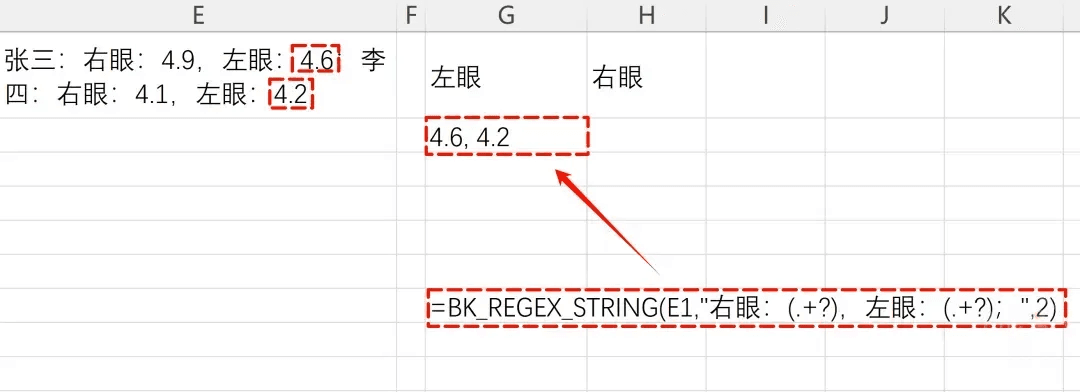 E F G H I J K
张三：右眼：4.9，左眼：4.6 李
四：右眼：4.1，左眼：4.2
左眼 右眼
4.6, 4.2
=BK_REGEX_STRING(E1,"右眼：(.+?)，左眼：(.+?)；",2)